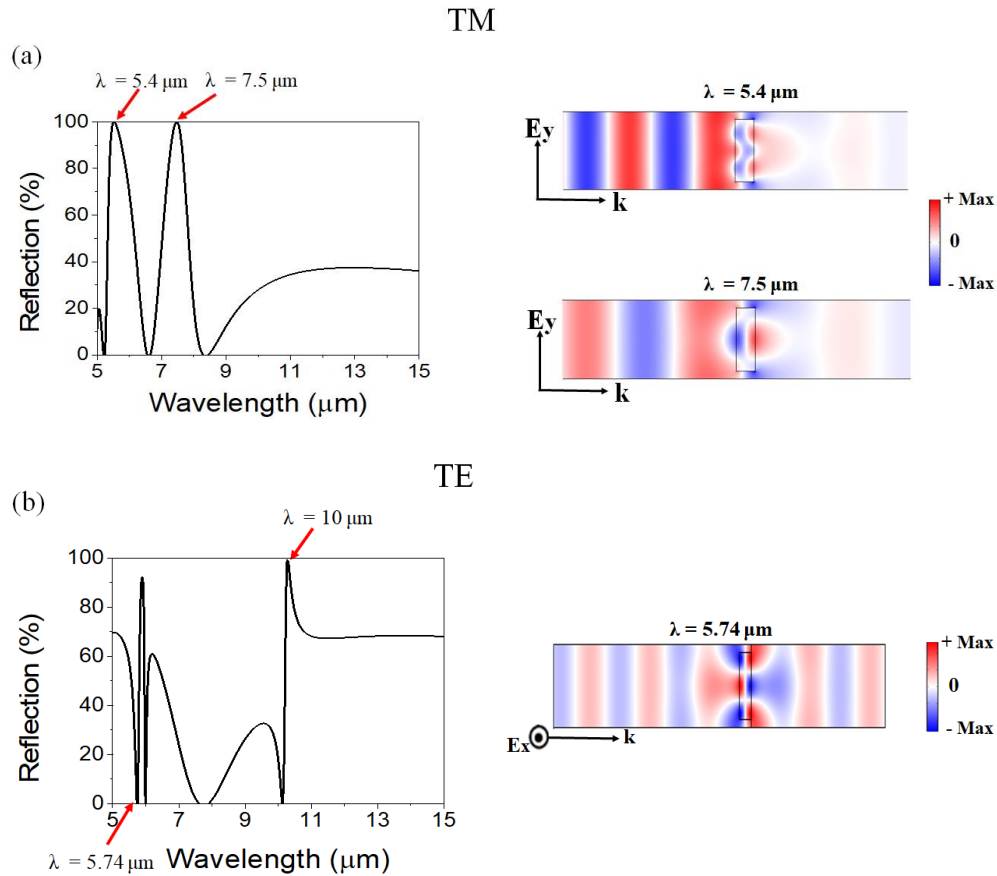 TM
(a)
λ = 5.4 μm
λ = 7.5 μm
100
80
60
40
20
0
Reflection (%)
5
7
9
11
13
15
Wavelength (μm)
λ = 5.4 μm
Ey
k
λ = 7.5 μm
Ey
k
+ Max
0
- Max
TE
(b)
λ = 10 μm
100
80
60
40
20
0
Reflection (%)
5
7
9
11
13
15
λ = 5.74 μm
Wavelength (μm)
λ = 5.74 μm
Ex
k
+ Max
0
- Max